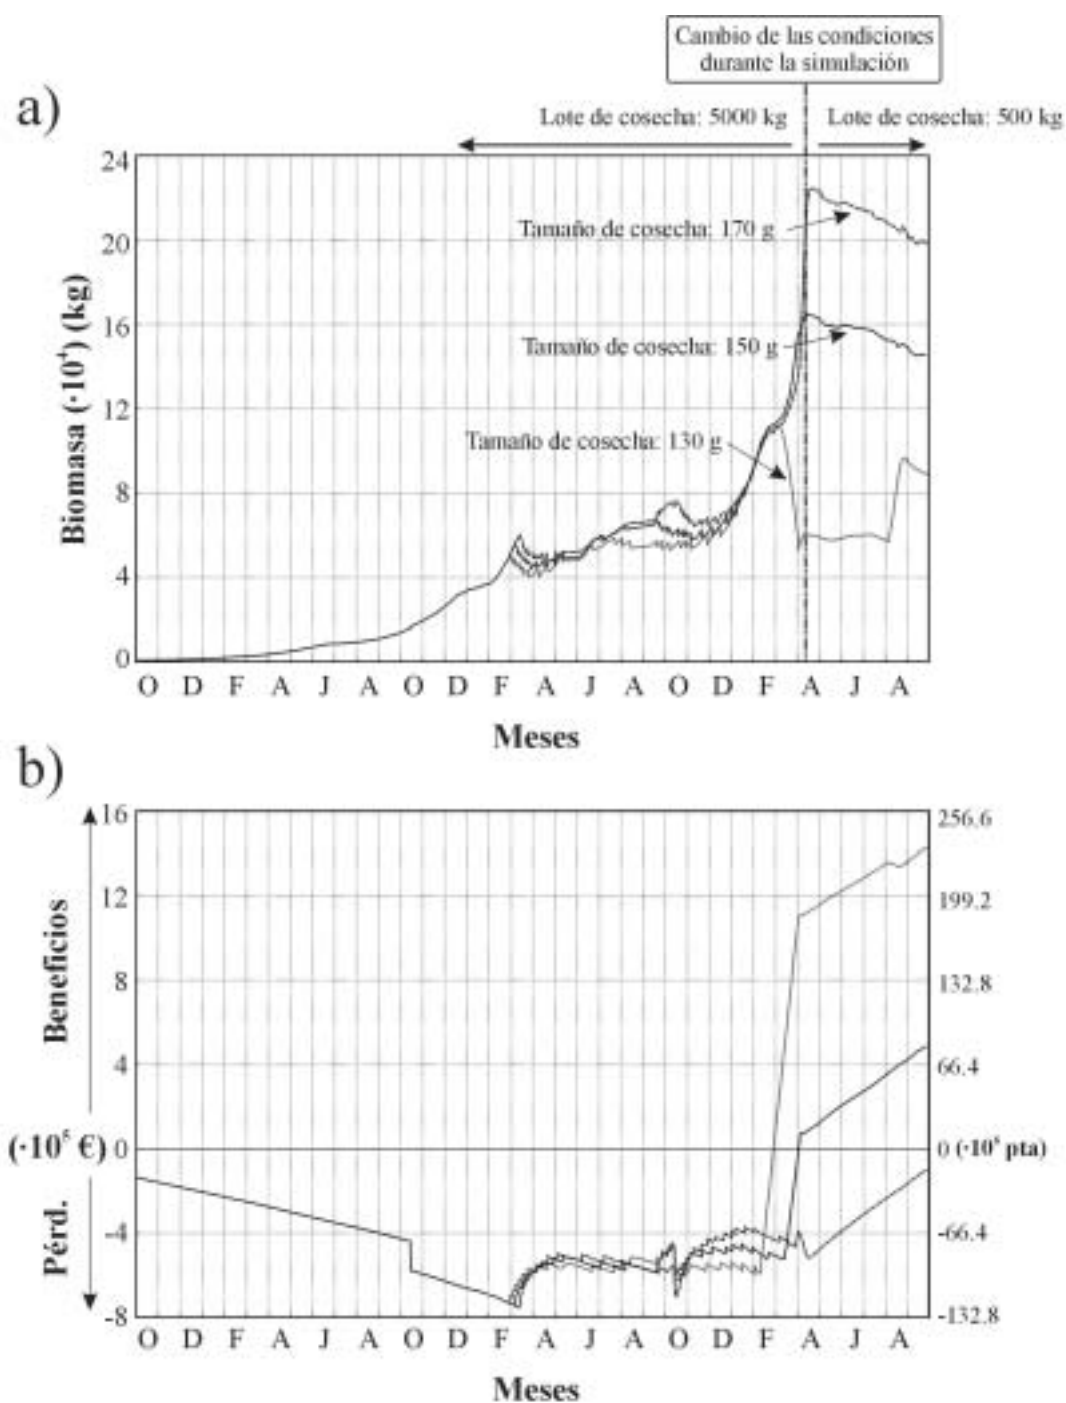 Cambio de las condiciones
durante la simulación
a)
Lote de cosecha: 5000 kg
Lote de cosecha: 500 kg
24
20
16
12
8
4
0
Biomasa (·10⁴) (kg)
Tamaño de cosecha: 170 g
Tamaño de cosecha: 150 g
Tamaño de cosecha: 130 g
O D F A J A O D F A J A O D F A J A
Meses
b)
16
12
8
4
0
-4
-8
Beneficios
(·10⁵ €)
Pérd.
256.6
199.2
132.8
66.4
0 (·10⁵ pta)
-66.4
-132.8
O D F A J A O D F A J A O D F A J A
Meses